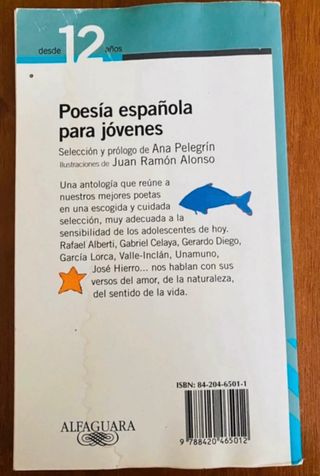 desde 12 años
Poesía española
para jóvenes
Selección y prólogo de Ana Pelegrín
Ilustraciones de Juan Ramón Alonso
Una antología que reúne a
nuestros mejores poetas
en una escogida y cuidada
selección, muy adecuada a la
sensibilidad de los adolescentes de hoy.
Rafael Alberti, Gabriel Celaya, Gerardo Diego,
García Lorca, Valle-Inclán, Unamuno,
José Hierro... nos hablan con sus
versos del amor, de la naturaleza,
del sentido de la vida.
ISBN: 84-204-6501-1
ALFAGUARA
9 788420 465012